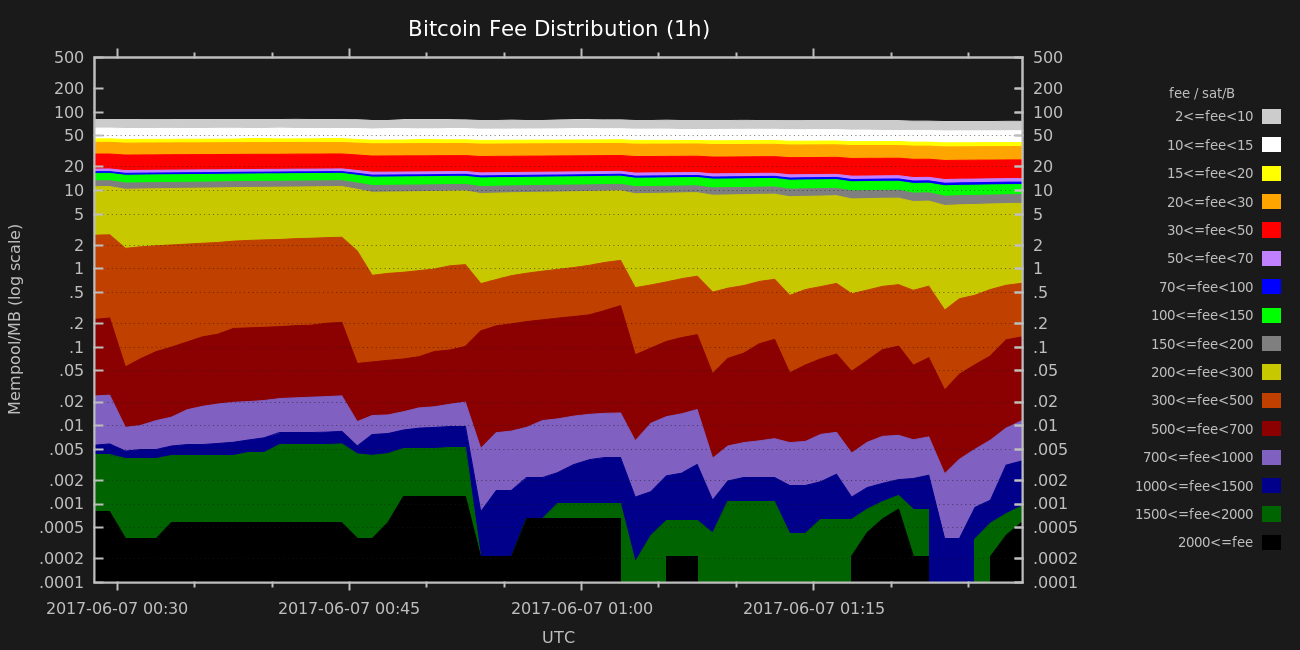 Bitcoin Fee Distribution (1h)
500
200
100
50
20
10
5
2
1
.5
.2
.1
.05
.02
.01
.005
.002
.001
.0005
.0002
.0001
Mempool/MB (log scale)
500
200
100
50
20
10
5
2
1
.5
.2
.1
.05
.02
.01
.005
.002
.001
.0005
.0002
.0001
2017-06-07 00:30 2017-06-07 00:45 2017-06-07 01:00 2017-06-07 01:15
UTC
fee / sat/B
2<=fee<10
10<=fee<15
15<=fee<20
20<=fee<30
30<=fee<50
50<=fee<70
70<=fee<100
100<=fee<150
150<=fee<200
200<=fee<300
300<=fee<500
500<=fee<700
700<=fee<1000
1000<=fee<1500
1500<=fee<2000
2000<=fee